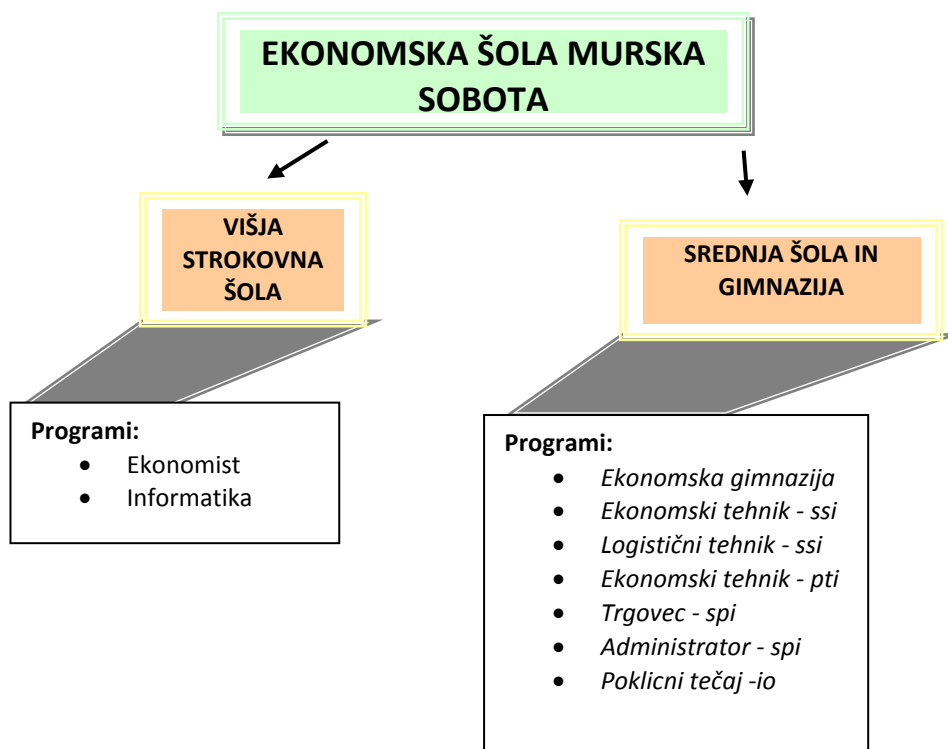 EKONOMSKA ŠOLA MURSKA
SOBOTA
VIŠJA
STROKOVNA
ŠOLA
SREDNJA ŠOLA IN
GIMNAZIJA
Programi:
• Ekonomist
• Informatika
Programi:
• Ekonomska gimnazija
• Ekonomski tehnik - ssi
• Logistični tehnik - ssi
• Ekonomski tehnik - pti
• Trgovec - spi
• Administrator - spi
• Poklicni tečaj -io